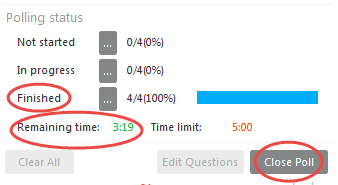 Polling status
Not started ... 0/4(0%)
In progress ... 0/4(0%)
Finished ... 4/4(100%)
Remaining time: 3:19 Time limit: 5:00
Clear All Edit Questions Close Poll